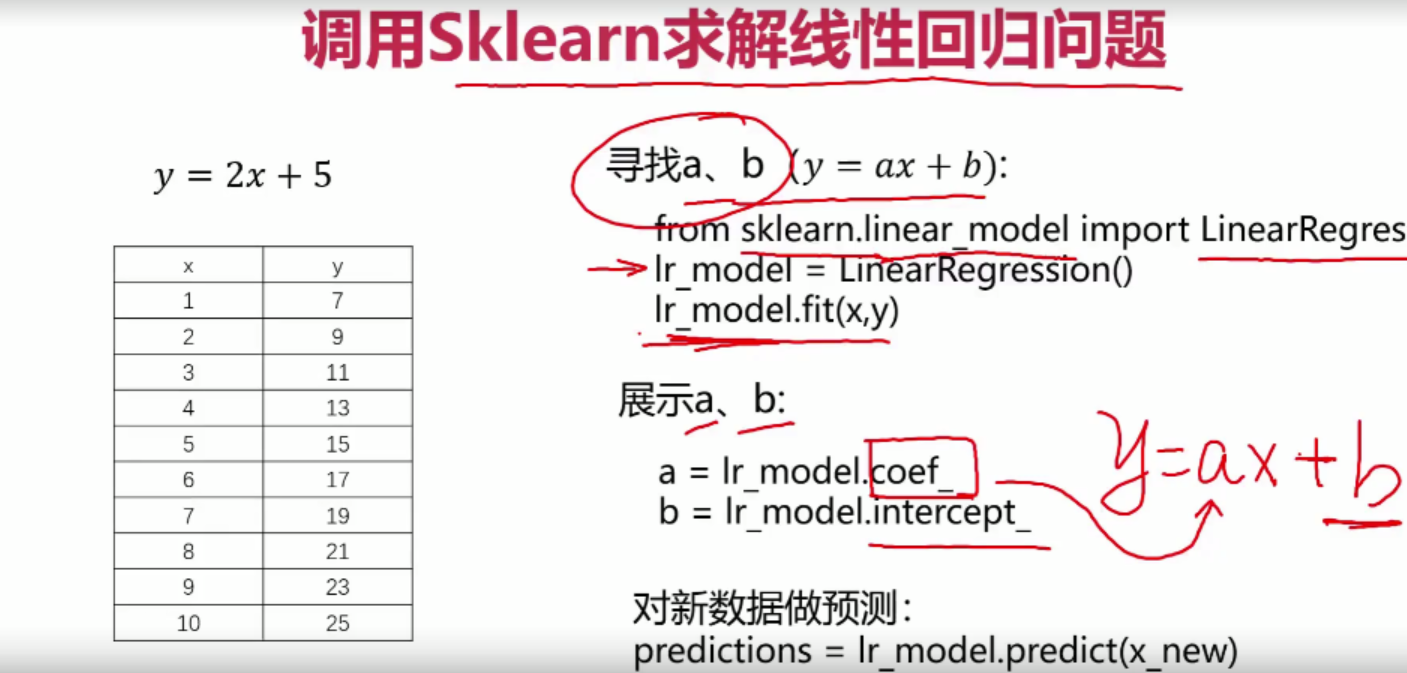 调用Sklearn求解线性回归问题
y = 2x + 5
x y
1 7
2 9
3 11
4 13
5 15
6 17
7 19
8 21
9 23
10 25
寻找a、b (y = ax + b):
from sklearn.linear_model import LinearRegres
lr_model = LinearRegression()
lr_model.fit(x,y)
展示a、b:
a = lr_model.coef_
b = lr_model.intercept_
y=ax+b
对新数据做预测：
predictions = lr_model.predict(x_new)